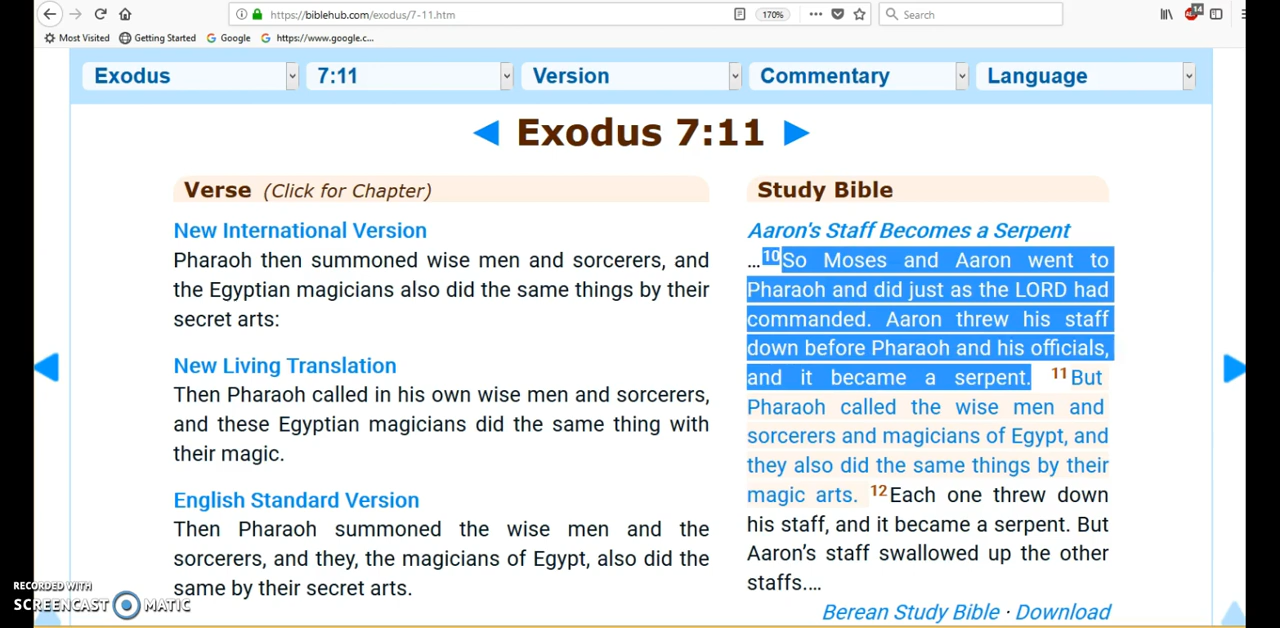 https://biblehub.com/exodus/7-11.htm
170%
Search
14
Most Visited Getting Started Google https://www.google.c...
Exodus 7:11 Version Commentary Language
Exodus 7:11
Verse (Click for Chapter)
New International Version
Pharaoh then summoned wise men and sorcerers, and
the Egyptian magicians also did the same things by their
secret arts:
New Living Translation
Then Pharaoh called in his own wise men and sorcerers,
and these Egyptian magicians did the same thing with
their magic.
English Standard Version
Then Pharaoh summoned the wise men and the
sorcerers, and they, the magicians of Egypt, also did the
same by their secret arts.
Study Bible
Aaron's Staff Becomes a Serpent
…10So Moses and Aaron went to
Pharaoh and did just as the LORD had
commanded. Aaron threw his staff
down before Pharaoh and his officials,
and it became a serpent. 11But
Pharaoh called the wise men and
sorcerers and magicians of Egypt, and
they also did the same things by their
magic arts. 12Each one threw down
his staff, and it became a serpent. But
Aaron’s staff swallowed up the other
staffs.…
Berean Study Bible · Download
RECORDED WITH
SCREENCAST MATIC